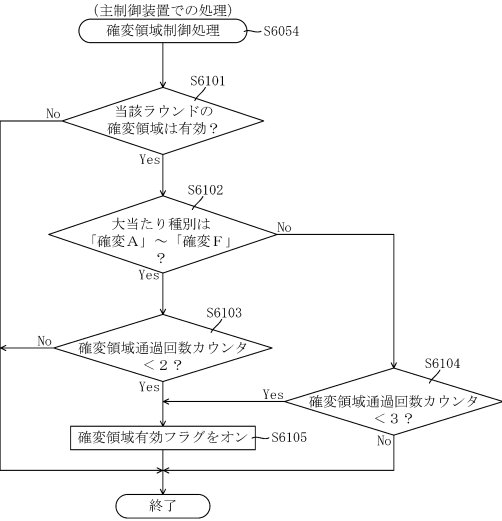 (主制御装置での処理)
確変領域制御処理
S6054
S6101
当該ラウンドの
確変領域は有効？
No
Yes
S6102
大当たり種別は
「確変Ａ」～「確変Ｆ」
？
No
Yes
S6103
確変領域通過回数カウンタ
＜２？
No
Yes
S6104
確変領域通過回数カウンタ
＜３？
Yes
No
確変領域有効フラグをオン
S6105
終了